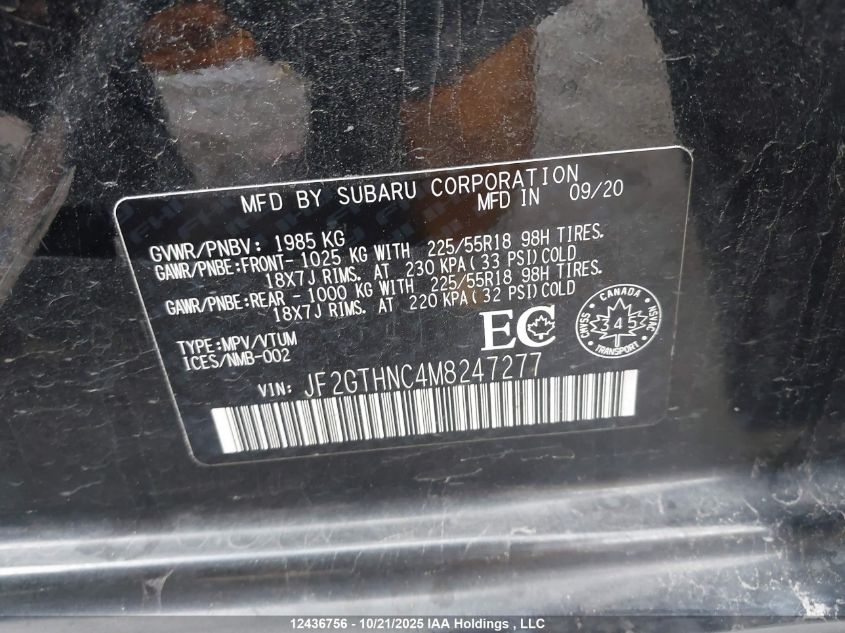 MFD BY SUBARU CORPORATION
MFD IN 09/20
GVWR/PNBV: 1985 KG
GAWR/PNBE:FRONT- 1025 KG WITH 225/55R18 98H TIRES.
18X7J RIMS. AT 230 KPA(33 PSI)COLD
GAWR/PNBE:REAR - 1000 KG WITH 225/55R18 98H TIRES.
18X7J RIMS. AT 220 KPA(32 PSI)COLD
TYPE:MPV/VTUM
ICES/NMB-002
EC
CANADA
CMVSS
345
NSVAC
TRANSPORT
VIN: JF2GTHNC4M8247277
12436756 - 10/21/2025 IAA Holdings , LLC